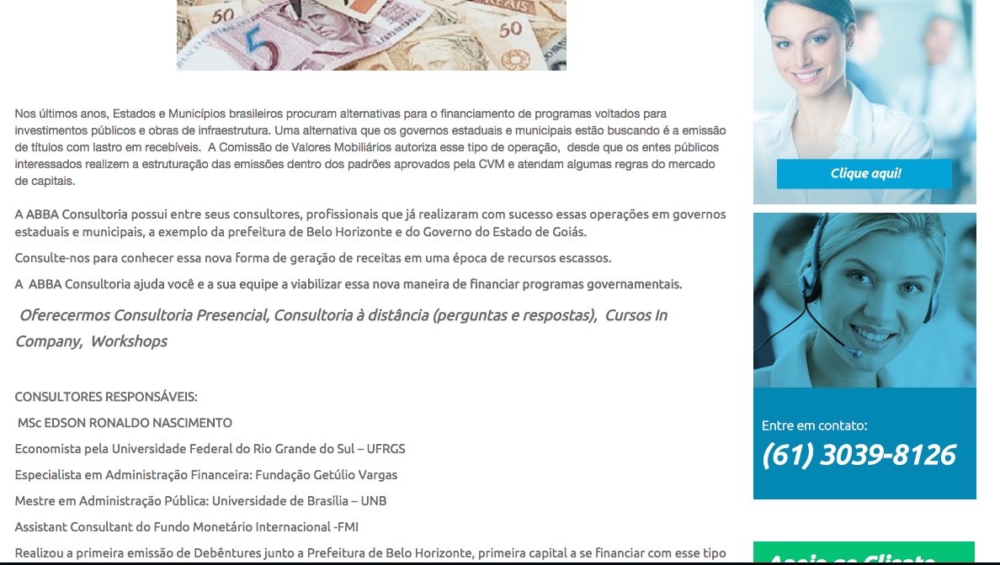 50
5
50
Nos últimos anos, Estados e Municípios brasileiros procuram alternativas para o financiamento de programas voltados para
investimentos públicos e obras de infraestrutura. Uma alternativa que os governos estaduais e municipais estão buscando é a emissão
de títulos com lastro em recebíveis.  A Comissão de Valores Mobiliários autoriza esse tipo de operação,  desde que os entes públicos
interessados realizem a estruturação das emissões dentro dos padrões aprovados pela CVM e atendam algumas regras do mercado
de capitais.
A ABBA Consultoria possui entre seus consultores, profissionais que já realizaram com sucesso essas operações em governos
estaduais e municipais, a exemplo da prefeitura de Belo Horizonte e do Governo do Estado de Goiás.
Consulte-nos para conhecer essa nova forma de geração de receitas em uma época de recursos escassos.
A  ABBA Consultoria ajuda você e a sua equipe a viabilizar essa nova maneira de financiar programas governamentais.
Oferecermos Consultoria Presencial, Consultoria à distância (perguntas e respostas),  Cursos In
Company,  Workshops
CONSULTORES RESPONSÁVEIS:
MSc EDSON RONALDO NASCIMENTO
Economista pela Universidade Federal do Rio Grande do Sul – UFRGS
Especialista em Administração Financeira: Fundação Getúlio Vargas
Mestre em Administração Pública: Universidade de Brasília – UNB
Assistant Consultant do Fundo Monetário Internacional -FMI
Realizou a primeira emissão de Debêntures junto a Prefeitura de Belo Horizonte, primeira capital a se financiar com esse tipo
Clique aqui!
Entre em contato:
(61) 3039-8126
Apoio ao Cliente